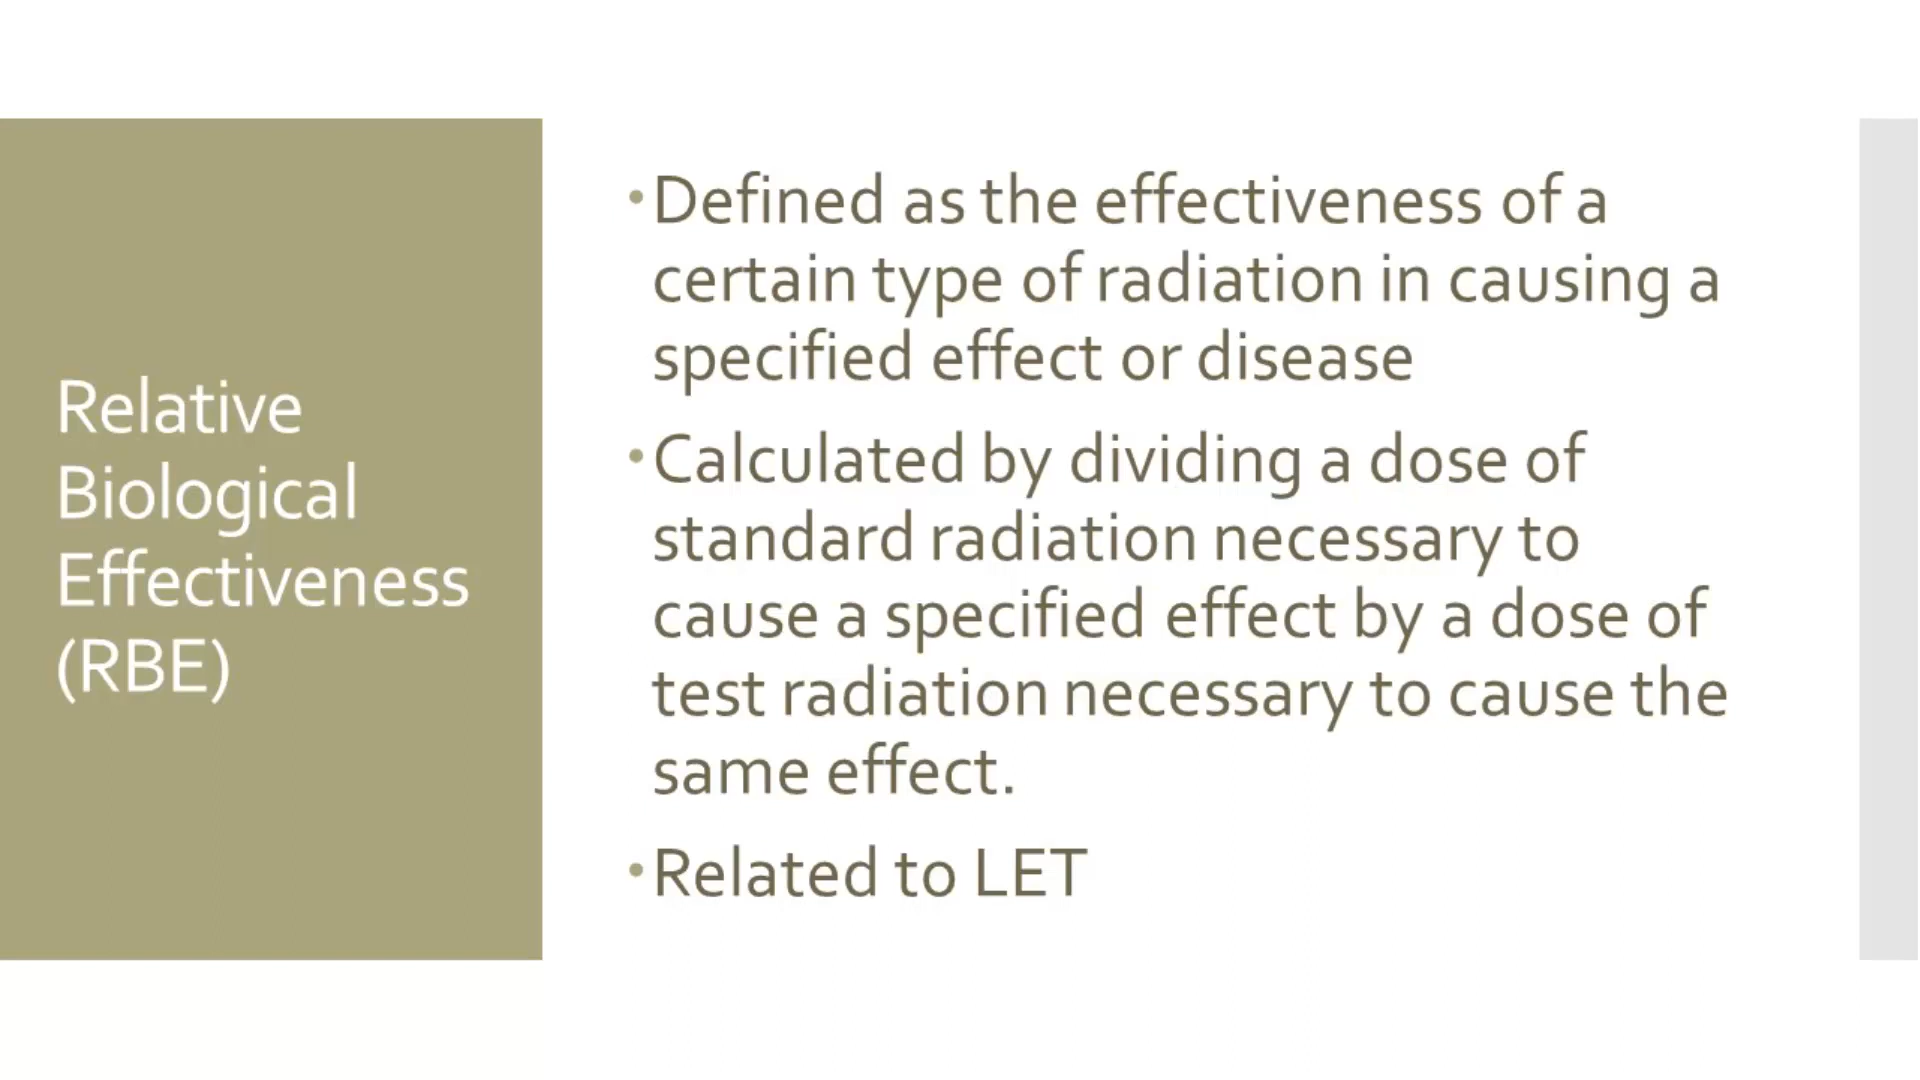 Relative
Biological
Effectiveness
(RBE)
•Defined as the effectiveness of a
certain type of radiation in causing a
specified effect or disease
•Calculated by dividing a dose of
standard radiation necessary to
cause a specified effect by a dose of
test radiation necessary to cause the
same effect.
•Related to LET